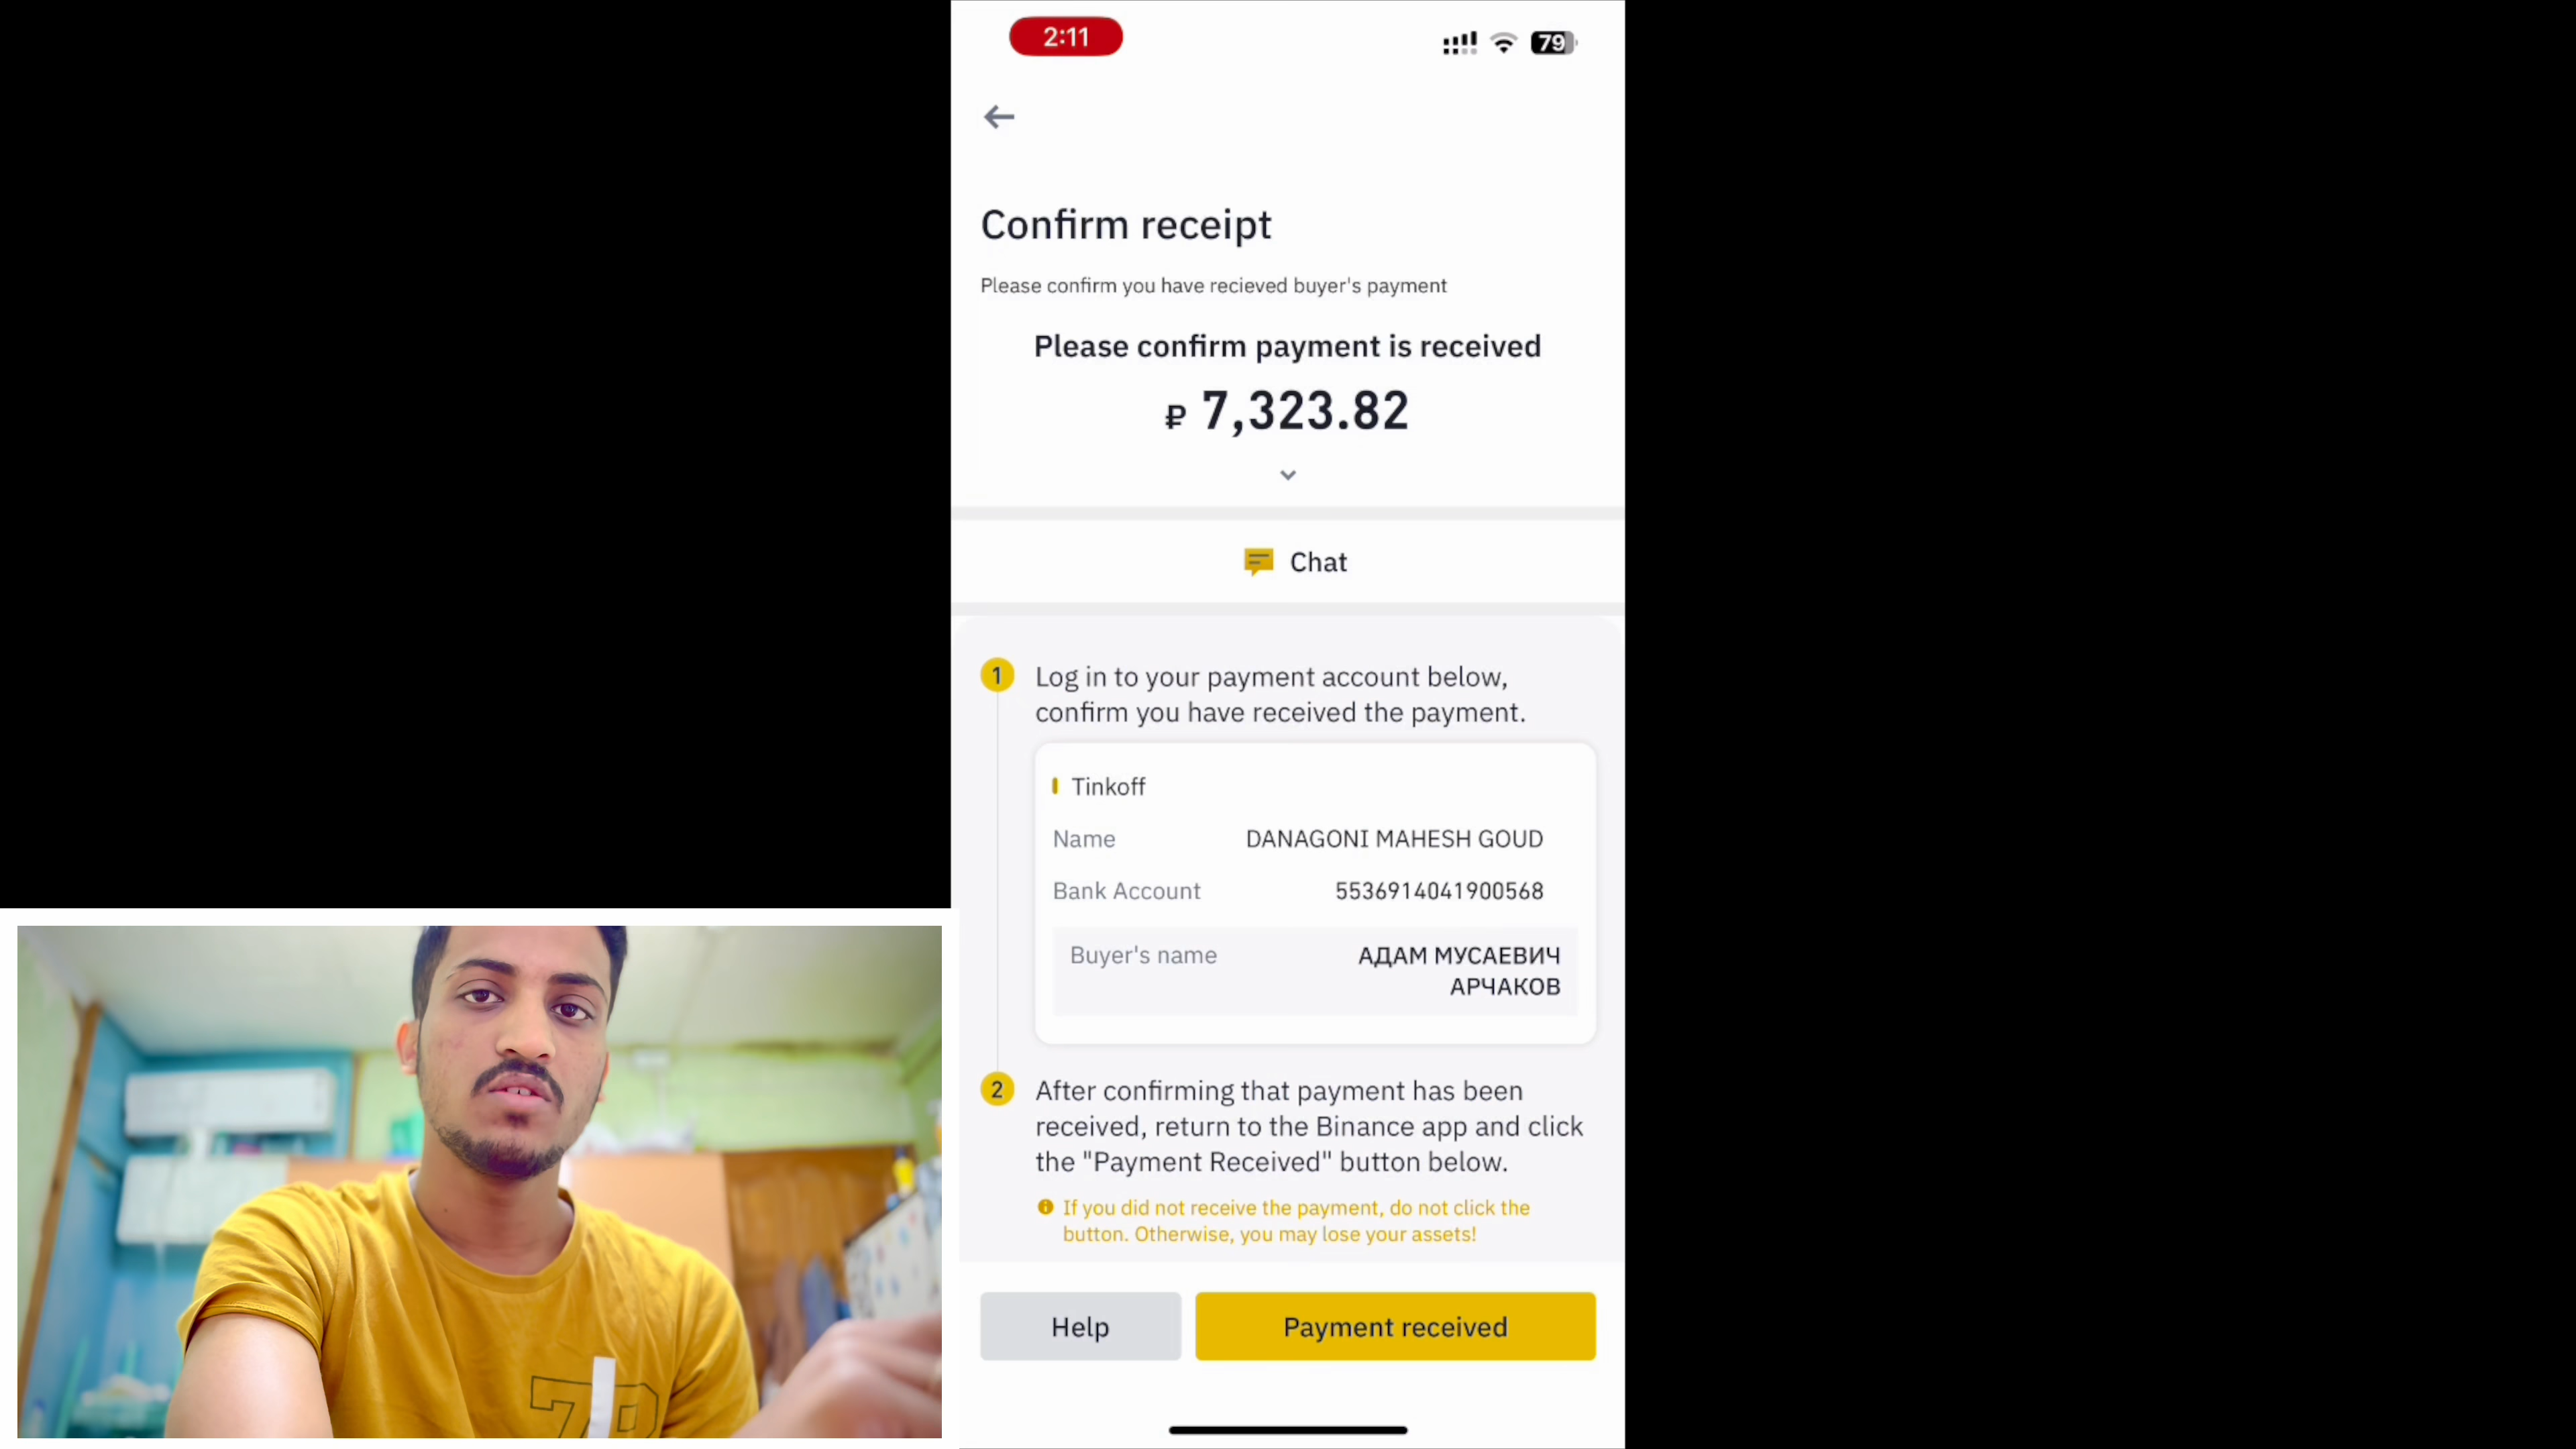 2:11
79
Confirm receipt
Please confirm you have recieved buyer's payment
Please confirm payment is received
₽ 7,323.82
Chat
1 Log in to your payment account below,
confirm you have received the payment.
Tinkoff
Name DANAGONI MAHESH GOUD
Bank Account 5536914041900568
Buyer's name АДАМ МУСАЕВИЧ
АРЧАКОВ
2 After confirming that payment has been
received, return to the Binance app and click
the "Payment Received" button below.
If you did not receive the payment, do not click the
button. Otherwise, you may lose your assets!
Help
Payment received